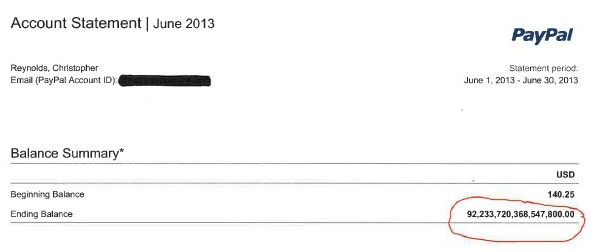 Account Statement | June 2013
PayPal
Reynolds, Christopher
Statement period:
Email (PayPal Account ID):
June 1, 2013 - June 30, 2013
Balance Summary*
USD
Beginning Balance 140.25
Ending Balance 92,233,720,368,547,800.00